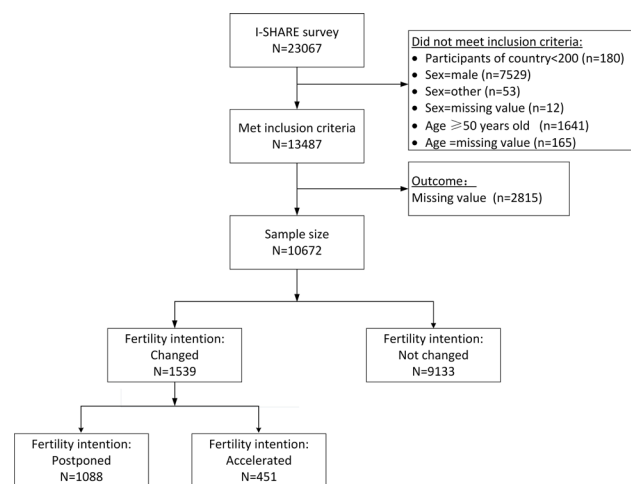 I-SHARE survey
N=23067
Did not meet inclusion criteria:
• Participants of country<200 (n=180)
• Sex=male (n=7529)
• Sex=other (n=53)
• Sex=missing value (n=12)
• Age ≥50 years old (n=1641)
• Age =missing value (n=165)
Met inclusion criteria
N=13487
Outcome：
Missing value (n=2815)
Sample size
N=10672
Fertility intention:
Changed
N=1539
Fertility intention:
Not changed
N=9133
Fertility intention:
Postponed
N=1088
Fertility intention:
Accelerated
N=451